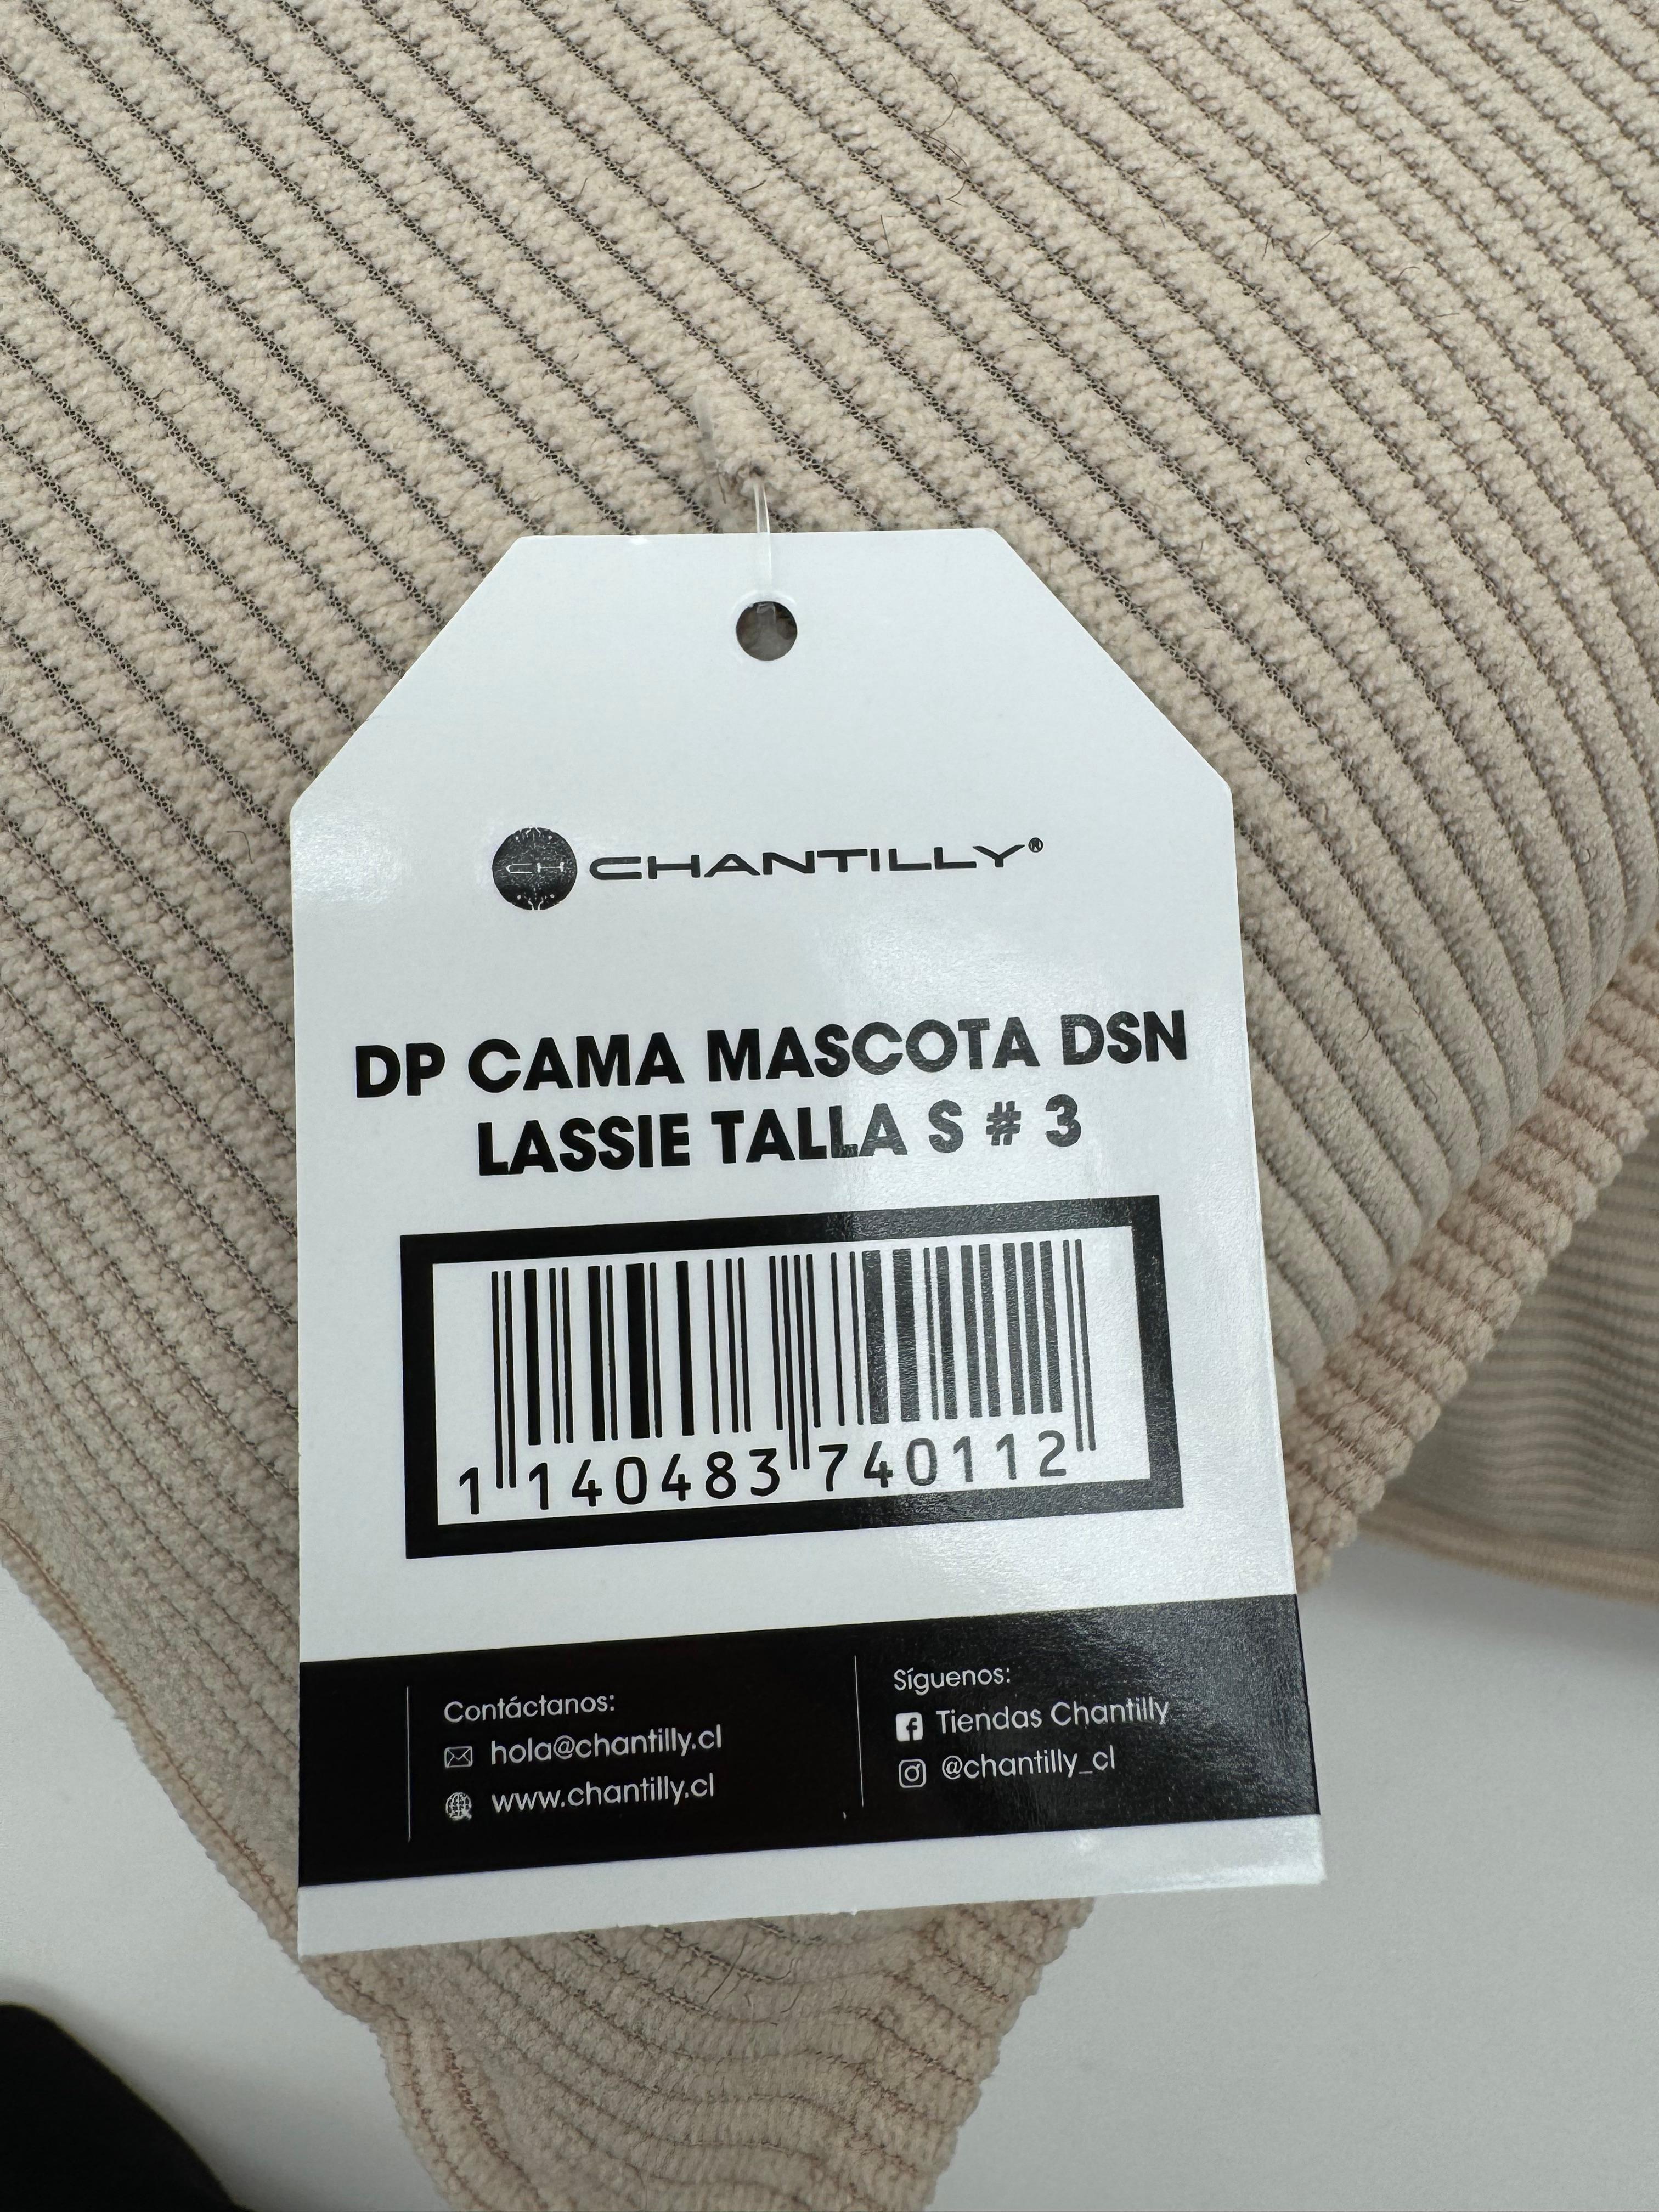 CH CHANTILLY®
DP CAMA MASCOTA DSN
LASSIE TALLA S # 3
1 140483 740112
Contáctanos:
hola@chantilly.cl
www.chantilly.cl
Síguenos:
Tiendas Chantilly
@chantilly_cl